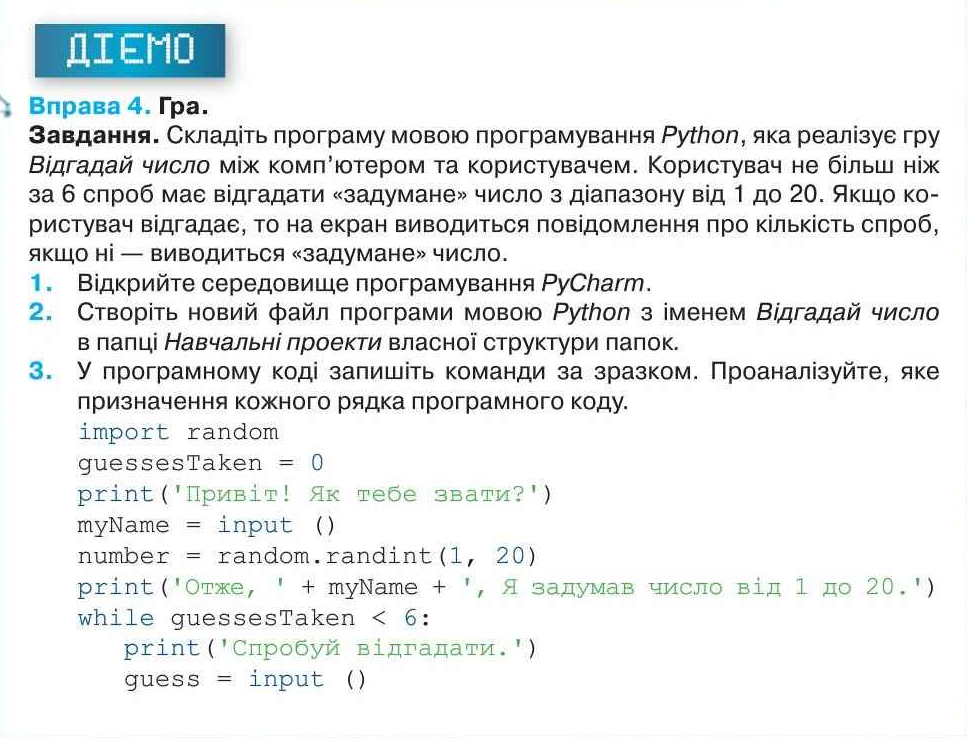 ДІЄМО
Вправа 4. Гра.
Завдання. Складіть програму мовою програмування Python, яка реалізує гру
Відгадай число між комп’ютером та користувачем. Користувач не більш ніж
за 6 спроб має відгадати «задумане» число з діапазону від 1 до 20. Якщо ко-
ристувач відгадає, то на екран виводиться повідомлення про кількість спроб,
якщо ні — виводиться «задумане» число.
1. Відкрийте середовище програмування PyCharm.
2. Створіть новий файл програми мовою Python з іменем Відгадай число
в папці Навчальні проекти власної структури папок.
3. У програмному коді запишіть команди за зразком. Проаналізуйте, яке
призначення кожного рядка програмного коду.
import random
guessesTaken = 0
print('Привіт! Як тебе звати?')
myName = input ()
number = random.randint(1, 20)
print('Отже, ' + myName + ', Я задумав число від 1 до 20.')
while guessesTaken < 6:
print('Спробуй відгадати.')
guess = input ()